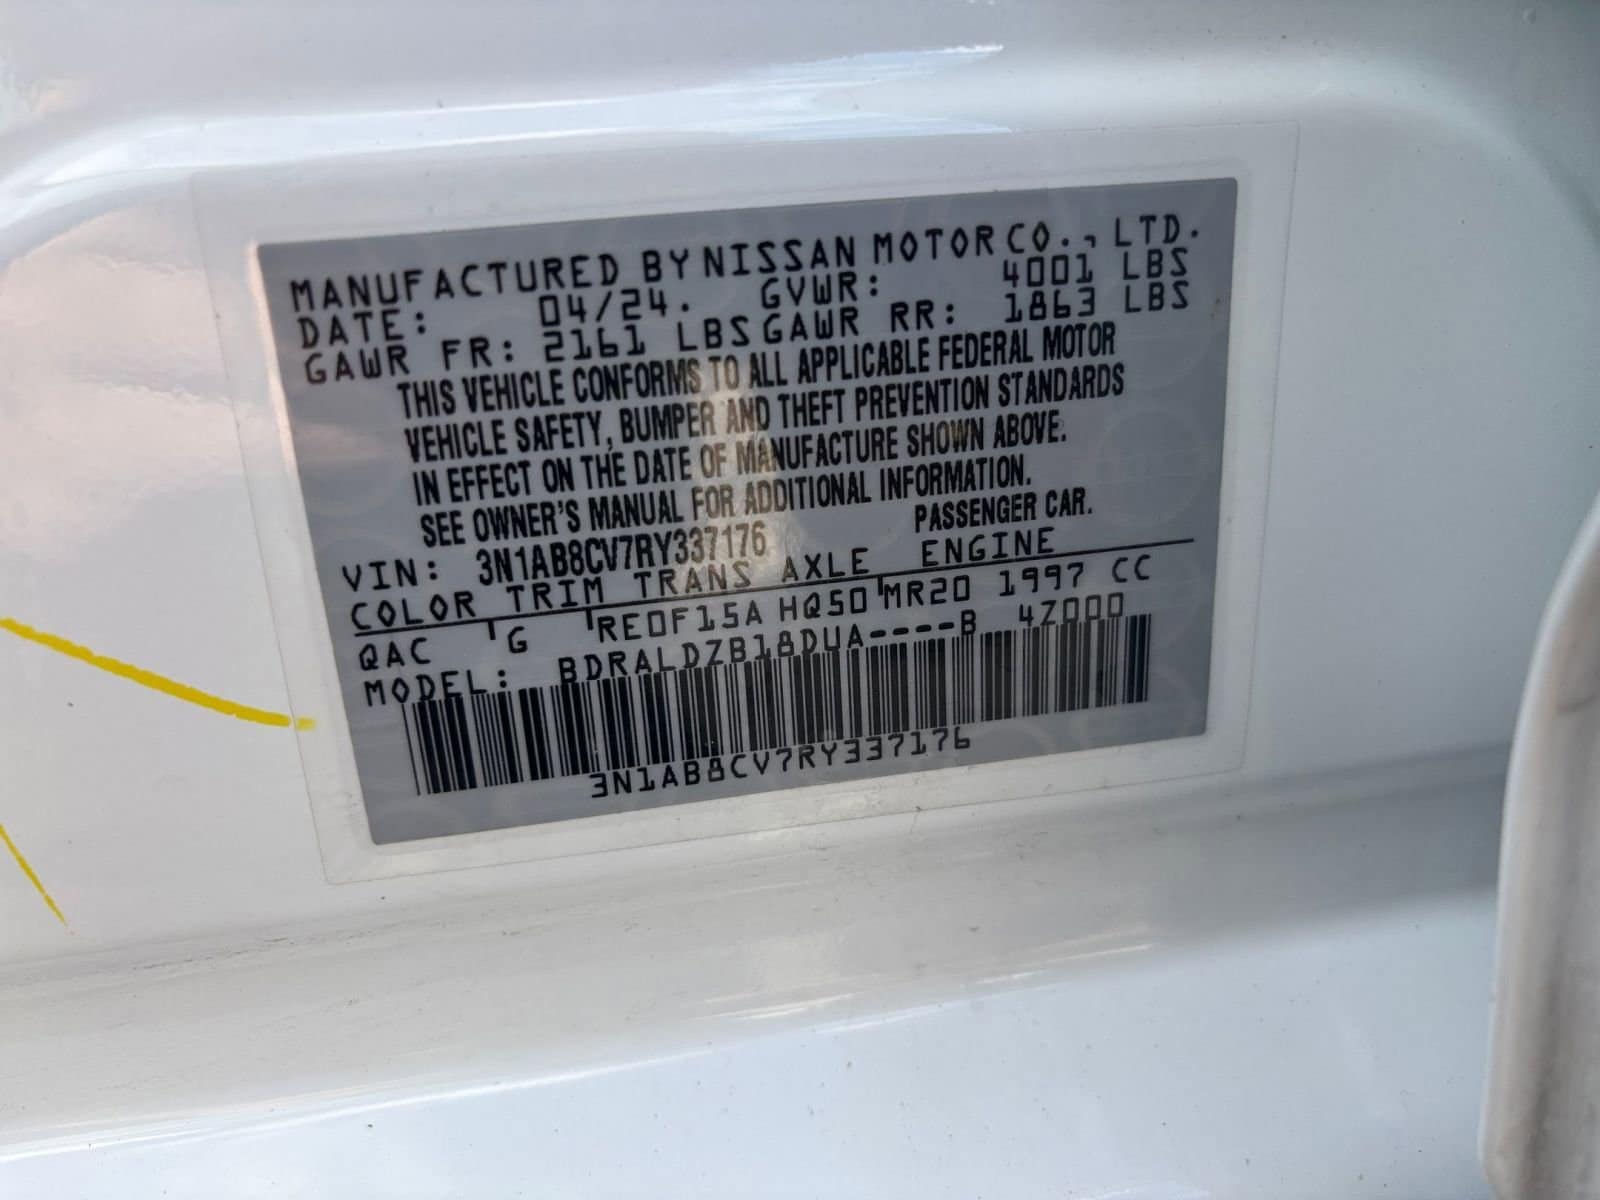 MANUFACTURED BY NISSAN MOTOR CO., LTD.
DATE: 04/24. GVWR: 4001 LBS
GAWR FR: 2161 LBS GAWR RR: 1863 LBS
THIS VEHICLE CONFORMS TO ALL APPLICABLE FEDERAL MOTOR
VEHICLE SAFETY, BUMPER AND THEFT PREVENTION STANDARDS
IN EFFECT ON THE DATE OF MANUFACTURE SHOWN ABOVE.
SEE OWNER'S MANUAL FOR ADDITIONAL INFORMATION.
VIN: 3N1AB8CV7RY337176 PASSENGER CAR.
COLOR TRIM TRANS AXLE ENGINE
QAC G RE0F15A HQ50 MR20 1997 CC
MODEL: BDRALDZB18DUA----B 4Z000
3N1AB8CV7RY337176